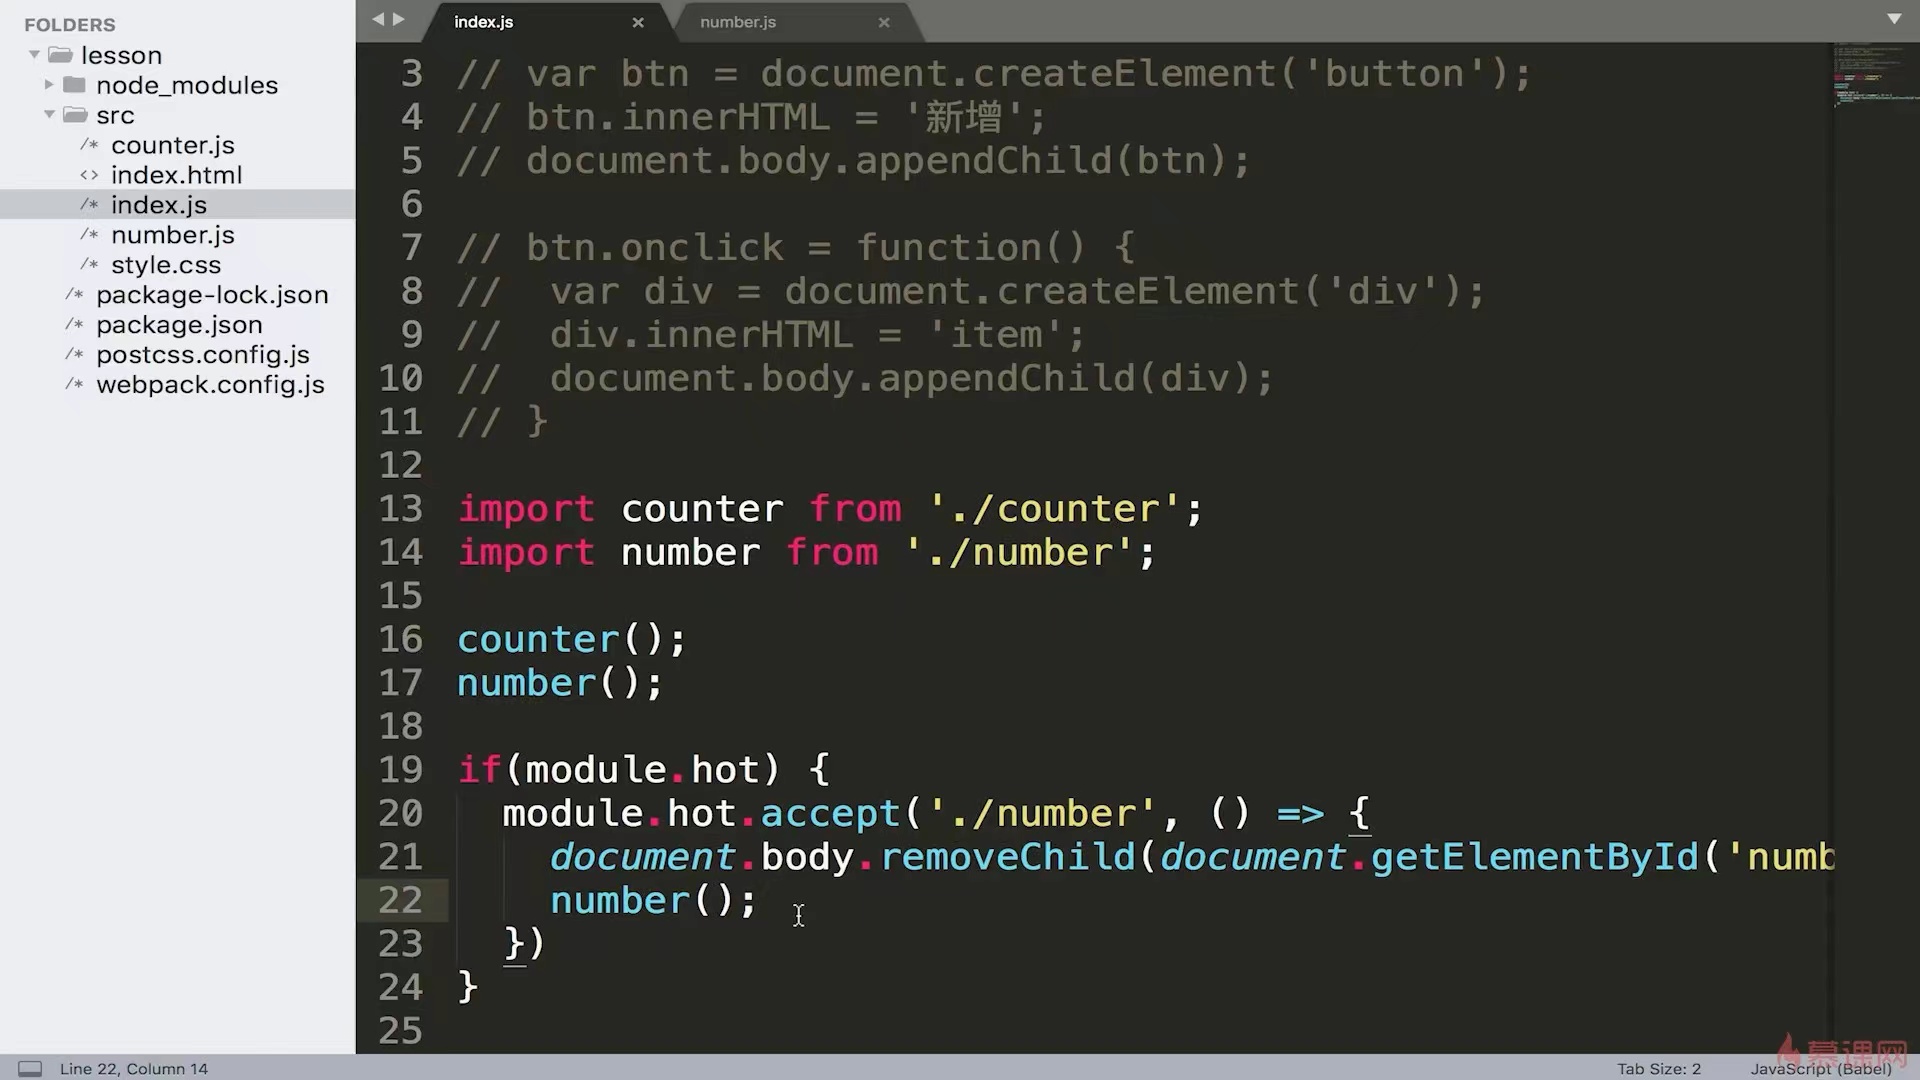 FOLDERS
lesson
node_modules
src
/* counter.js
<> index.html
/* index.js
/* number.js
/* style.css
/* package-lock.json
/* package.json
/* postcss.config.js
/* webpack.config.js
index.js ×
number.js ×
3 // var btn = document.createElement('button');
4 // btn.innerHTML = '新增';
5 // document.body.appendChild(btn);
6
7 // btn.onclick = function() {
8 //  var div = document.createElement('div');
9 //  div.innerHTML = 'item';
10 //  document.body.appendChild(div);
11 // }
12
13 import counter from './counter';
14 import number from './number';
15
16 counter();
17 number();
18
19 if(module.hot) {
20   module.hot.accept('./number', () => {
21     document.body.removeChild(document.getElementById('numb
22     number();
23   })
24 }
25
慕课网
Line 22, Column 14
Tab Size: 2
JavaScript (Babel)